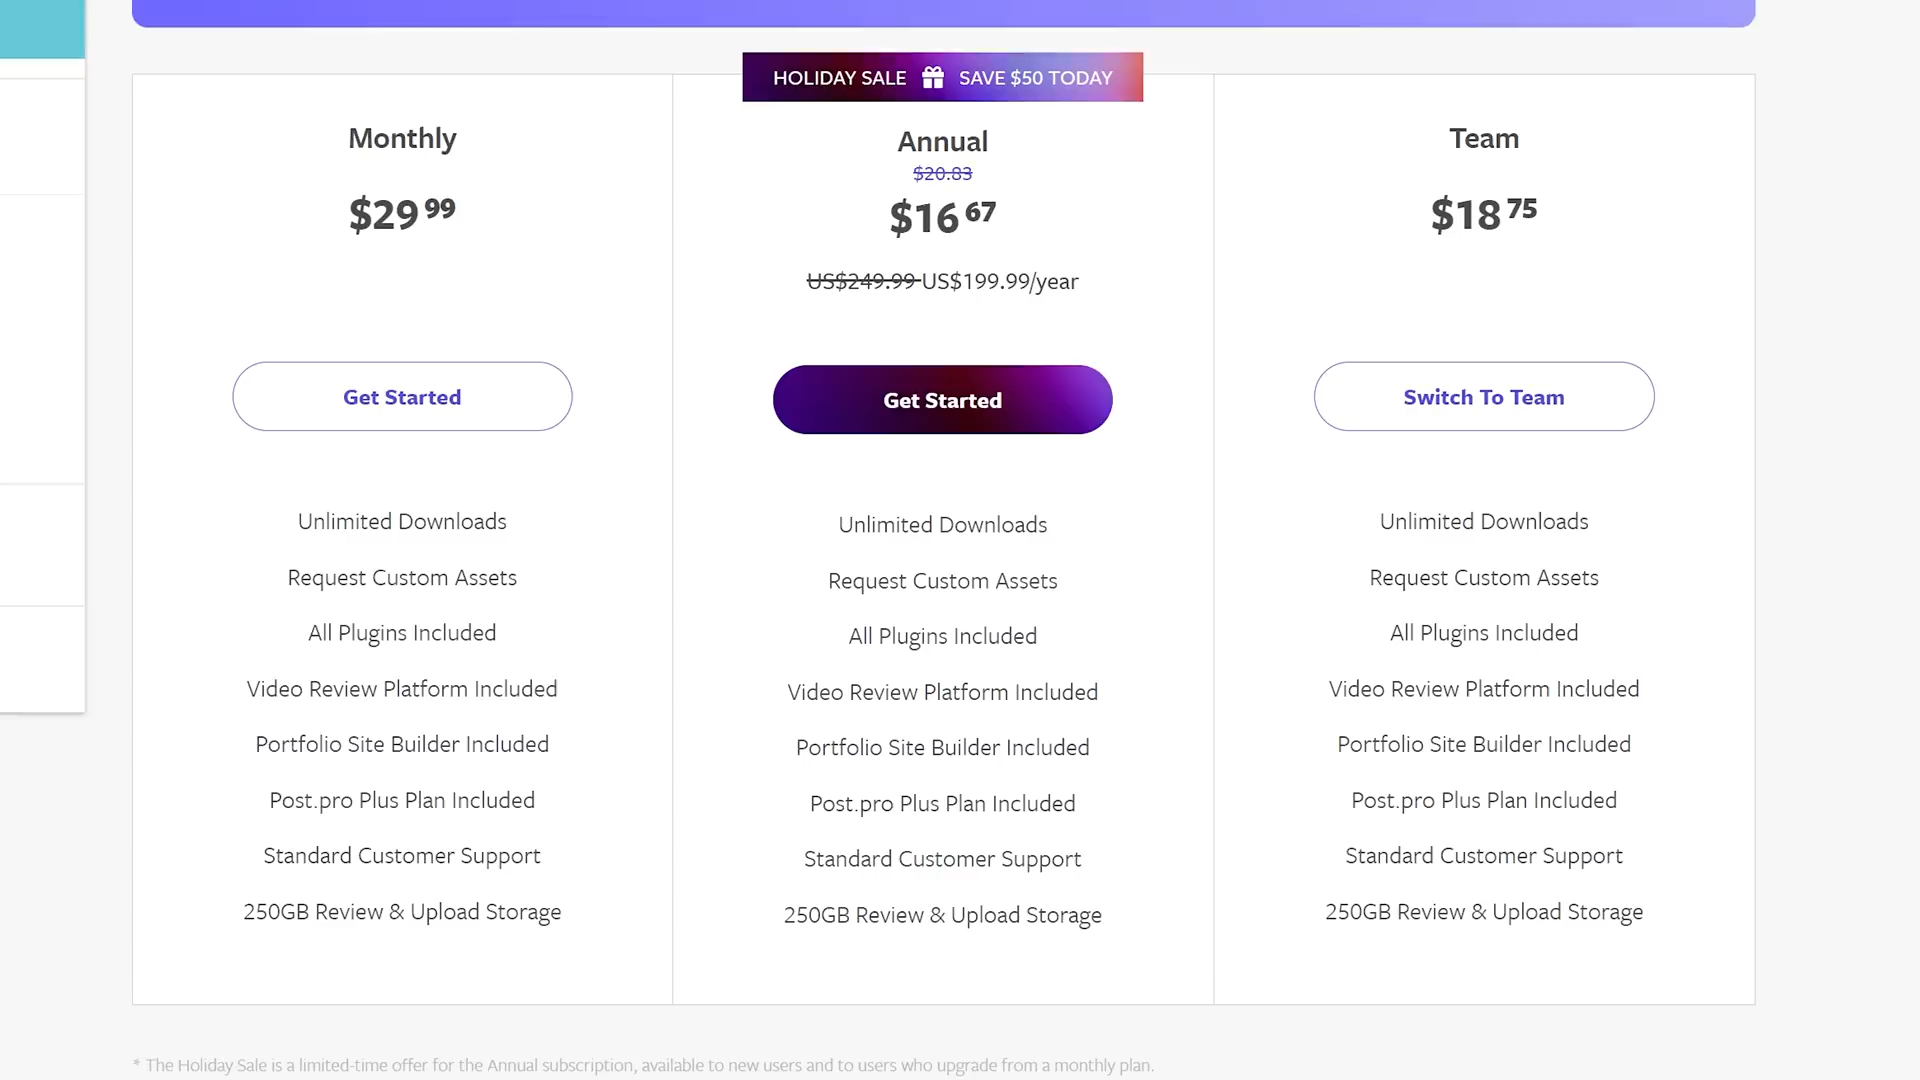 HOLIDAY SALE SAVE $50 TODAY
Monthly
$29 99
Get Started
Unlimited Downloads
Request Custom Assets
All Plugins Included
Video Review Platform Included
Portfolio Site Builder Included
Post.pro Plus Plan Included
Standard Customer Support
250GB Review & Upload Storage
Annual
$20.83
$16 67
US$249.99 US$199.99/year
Get Started
Unlimited Downloads
Request Custom Assets
All Plugins Included
Video Review Platform Included
Portfolio Site Builder Included
Post.pro Plus Plan Included
Standard Customer Support
250GB Review & Upload Storage
Team
$18 75
Switch To Team
Unlimited Downloads
Request Custom Assets
All Plugins Included
Video Review Platform Included
Portfolio Site Builder Included
Post.pro Plus Plan Included
Standard Customer Support
250GB Review & Upload Storage
* The Holiday Sale is a limited-time offer for the Annual subscription, available to new users and to users who upgrade from a monthly plan.